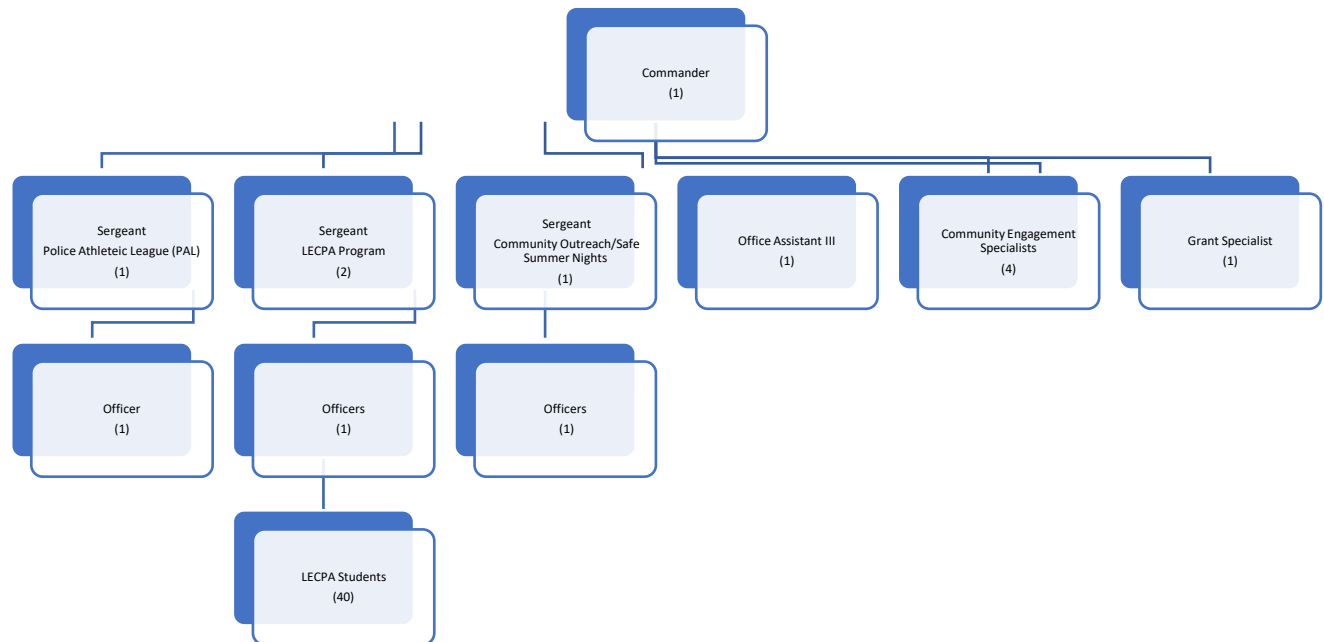 Commander
(1)
Sergeant
Police Athleteic League (PAL)
(1)
Sergeant
LECPA Program
(2)
Sergeant
Community Outreach/Safe
Summer Nights
(1)
Office Assistant III
(1)
Community Engagement
Specialists
(4)
Grant Specialist
(1)
Officer
(1)
Officers
(1)
Officers
(1)
LECPA Students
(40)